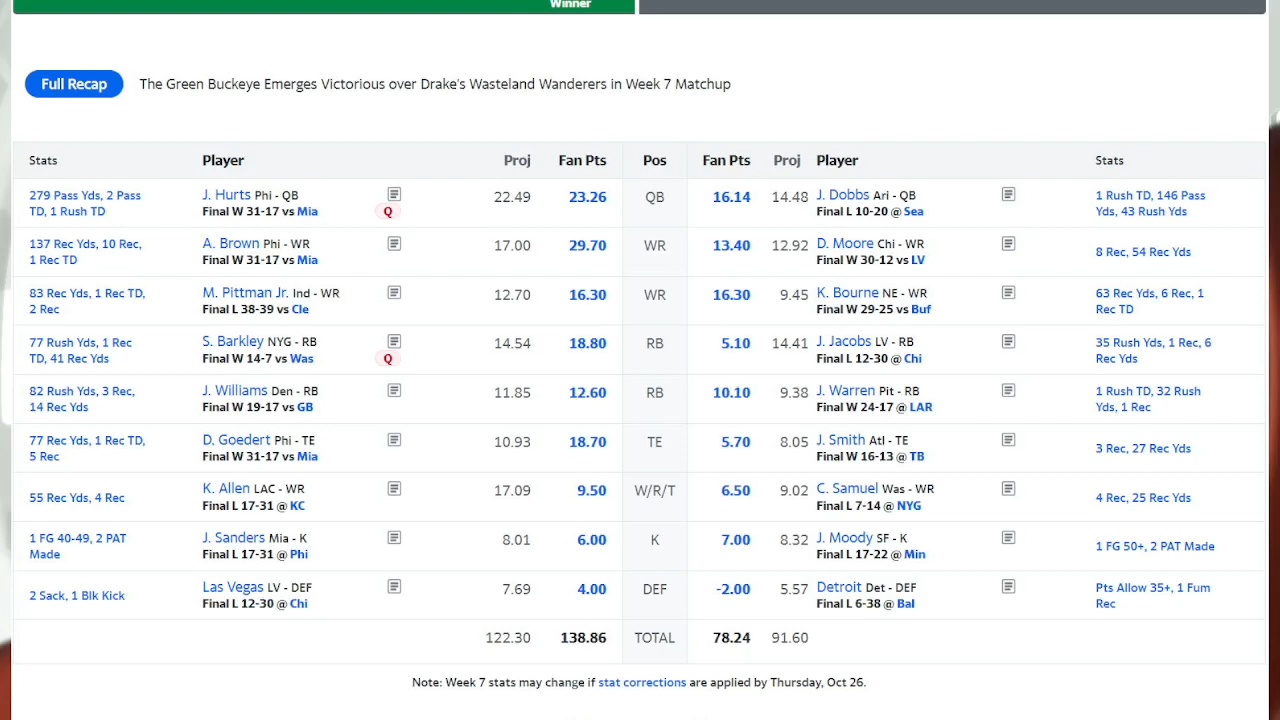 Winner
Full Recap The Green Buckeye Emerges Victorious over Drake's Wasteland Wanderers in Week 7 Matchup
Stats Player Proj Fan Pts Pos Fan Pts Proj Player Stats
279 Pass Yds, 2 Pass J. Hurts Phi - QB 22.49 23.26 QB 16.14 14.48 J. Dobbs Ari - QB 1 Rush TD, 146 Pass
TD, 1 Rush TD Final W 31-17 vs Mia Q Final L 10-20 @ Sea Yds, 43 Rush Yds
137 Rec Yds, 10 Rec, A. Brown Phi - WR 17.00 29.70 WR 13.40 12.92 D. Moore Chi - WR 8 Rec, 54 Rec Yds
1 Rec TD Final W 31-17 vs Mia Final W 30-12 vs LV
83 Rec Yds, 1 Rec TD, M. Pittman Jr. Ind - WR 12.70 16.30 WR 16.30 9.45 K. Bourne NE - WR 63 Rec Yds, 6 Rec, 1
2 Rec Final L 38-39 vs Cle Final W 29-25 vs Buf Rec TD
77 Rush Yds, 1 Rec S. Barkley NYG - RB 14.54 18.80 RB 5.10 14.41 J. Jacobs LV - RB 35 Rush Yds, 1 Rec, 6
TD, 41 Rec Yds Final W 14-7 vs Was Q Final L 12-30 @ Chi Rec Yds
82 Rush Yds, 3 Rec, J. Williams Den - RB 11.85 12.60 RB 10.10 9.38 J. Warren Pit - RB 1 Rush TD, 32 Rush
14 Rec Yds Final W 19-17 vs GB Final W 24-17 @ LAR Yds, 1 Rec
77 Rec Yds, 1 Rec TD, D. Goedert Phi - TE 10.93 18.70 TE 5.70 8.05 J. Smith Atl - TE 3 Rec, 27 Rec Yds
5 Rec Final W 31-17 vs Mia Final W 16-13 @ TB
55 Rec Yds, 4 Rec K. Allen LAC - WR 17.09 9.50 W/R/T 6.50 9.02 C. Samuel Was - WR 4 Rec, 25 Rec Yds
Final L 17-31 @ KC Final L 7-14 @ NYG
1 FG 40-49, 2 PAT J. Sanders Mia - K 8.01 6.00 K 7.00 8.32 J. Moody SF - K 1 FG 50+, 2 PAT Made
Made Final L 17-31 @ Phi Final L 17-22 @ Min
2 Sack, 1 Blk Kick Las Vegas LV - DEF 7.69 4.00 DEF -2.00 5.57 Detroit Det - DEF Pts Allow 35+, 1 Fum
Final L 12-30 @ Chi Final L 6-38 @ Bal Rec
122.30 138.86 TOTAL 78.24 91.60
Note: Week 7 stats may change if stat corrections are applied by Thursday, Oct 26.